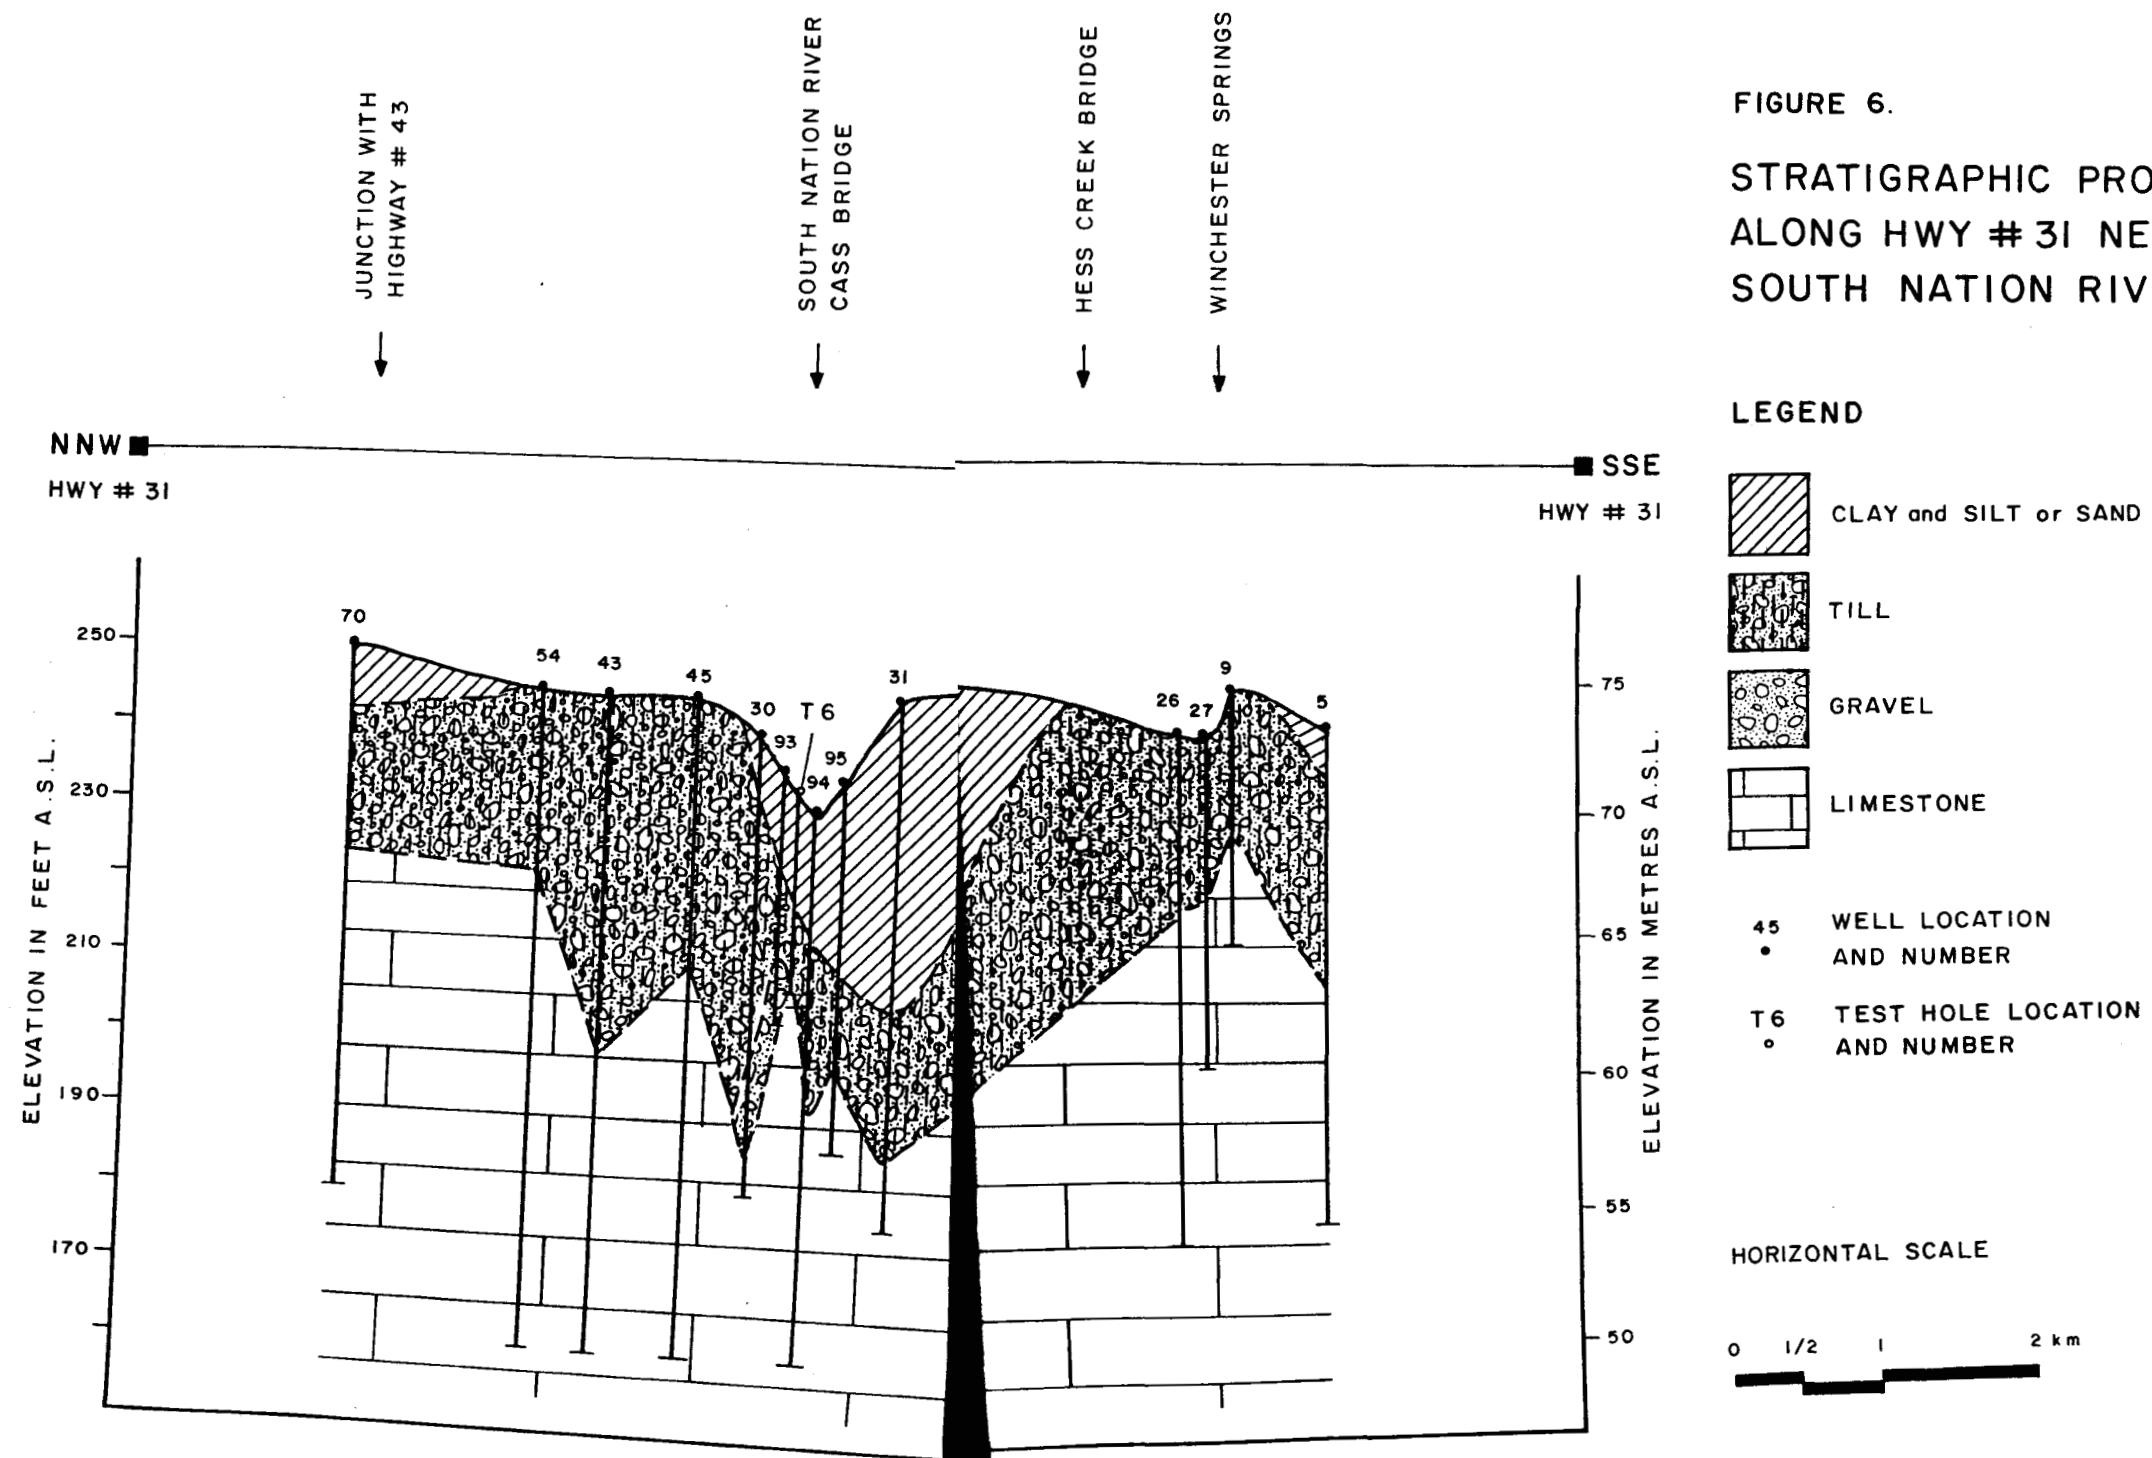 JUNCTION WITH
HIGHWAY # 43
SOUTH NATION RIVER
CASS BRIDGE
HESS CREEK BRIDGE
WINCHESTER SPRINGS
FIGURE 6.
STRATIGRAPHIC PRO
ALONG HWY # 31 NE
SOUTH NATION RIV
NNW
HWY # 31
SSE
HWY # 31
ELEVATION IN FEET A.S.L.
250
230
210
190
170
70
54
43
45
30
93
T 6
94
95
31
26
27
9
5
75
70
65
60
55
50
ELEVATION IN METRES A.S.L.
LEGEND
CLAY and SILT or SAND
TILL
GRAVEL
LIMESTONE
45 WELL LOCATION
AND NUMBER
T 6 TEST HOLE LOCATION
AND NUMBER
HORIZONTAL SCALE
0 1/2 1 2 km